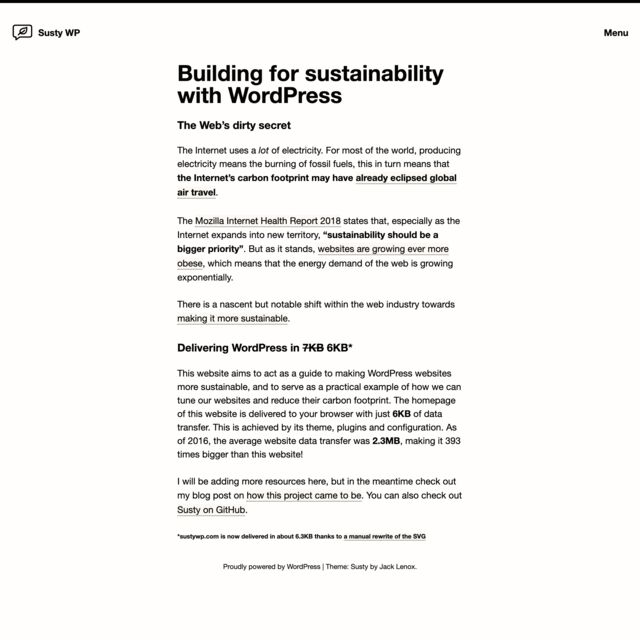 Susty WP
Menu
Building for sustainability
with WordPress
The Web's dirty secret
The Internet uses a lot of electricity. For most of the world, producing
electricity means the burning of fossil fuels, this in turn means that
the Internet's carbon footprint may have already eclipsed global
air travel.
The Mozilla Internet Health Report 2018 states that, especially as the
Internet expands into new territory, “sustainability should be a
bigger priority”. But as it stands, websites are growing ever more
obese, which means that the energy demand of the web is growing
exponentially.
There is a nascent but notable shift within the web industry towards
making it more sustainable.
Delivering WordPress in 7KB 6KB*
This website aims to act as a guide to making WordPress websites
more sustainable, and to serve as a practical example of how we can
tune our websites and reduce their carbon footprint. The homepage
of this website is delivered to your browser with just 6KB of data
transfer. This is achieved by its theme, plugins and configuration. As
of 2016, the average website data transfer was 2.3MB, making it 393
times bigger than this website!
I will be adding more resources here, but in the meantime check out
my blog post on how this project came to be. You can also check out
Susty on GitHub.
*sustywp.com is now delivered in about 6.3KB thanks to a manual rewrite of the SVG
Proudly powered by WordPress | Theme: Susty by Jack Lenox.